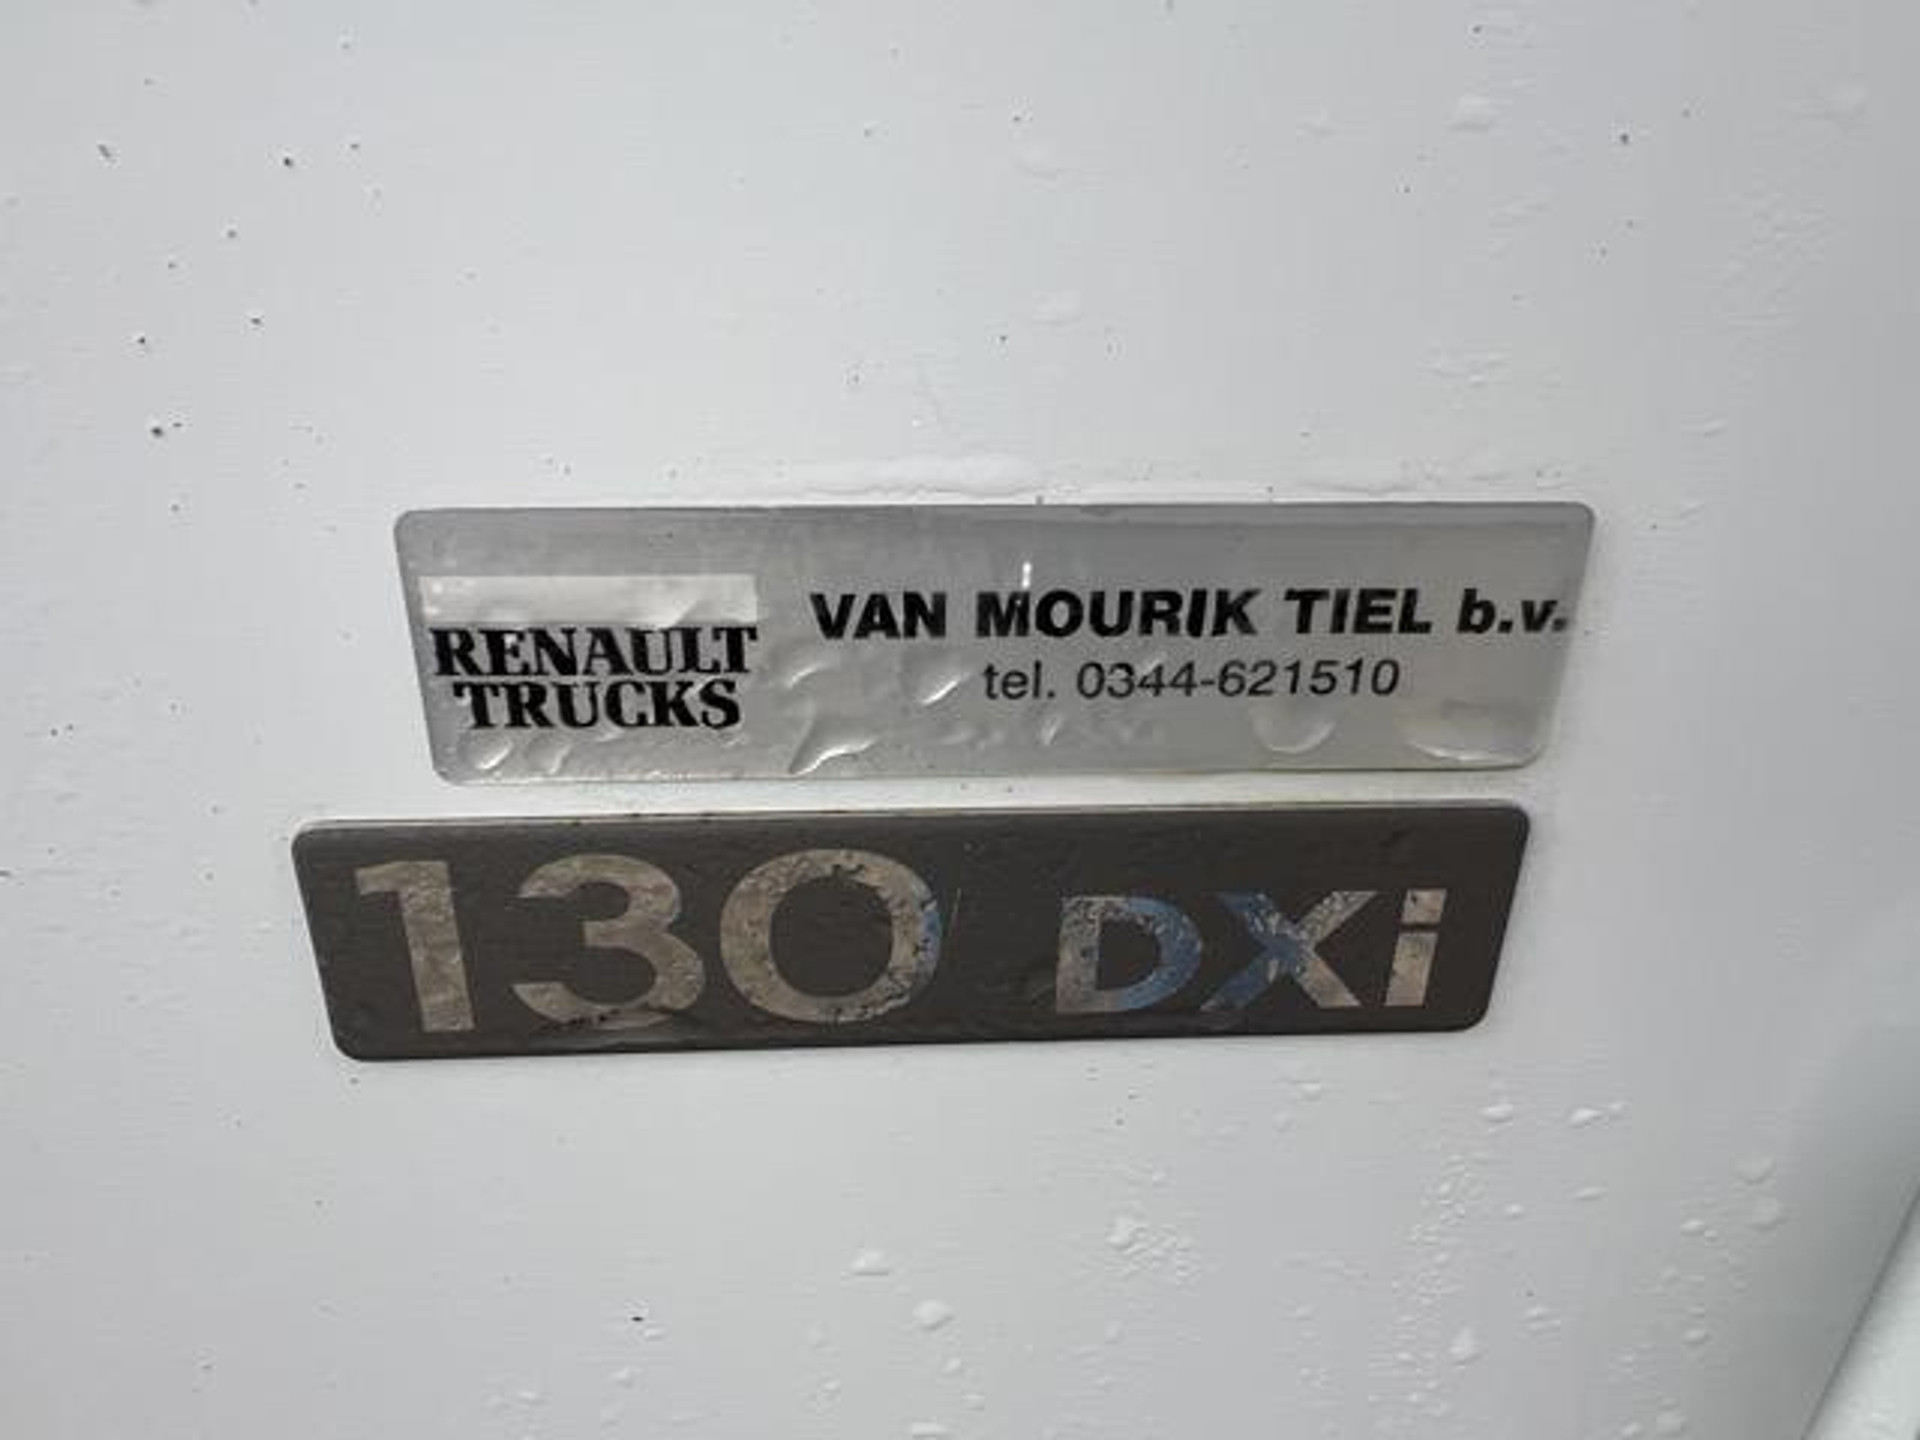 RENAULT
TRUCKS
VAN MOURIK TIEL b.v.
tel. 0344-621510
130 DXi